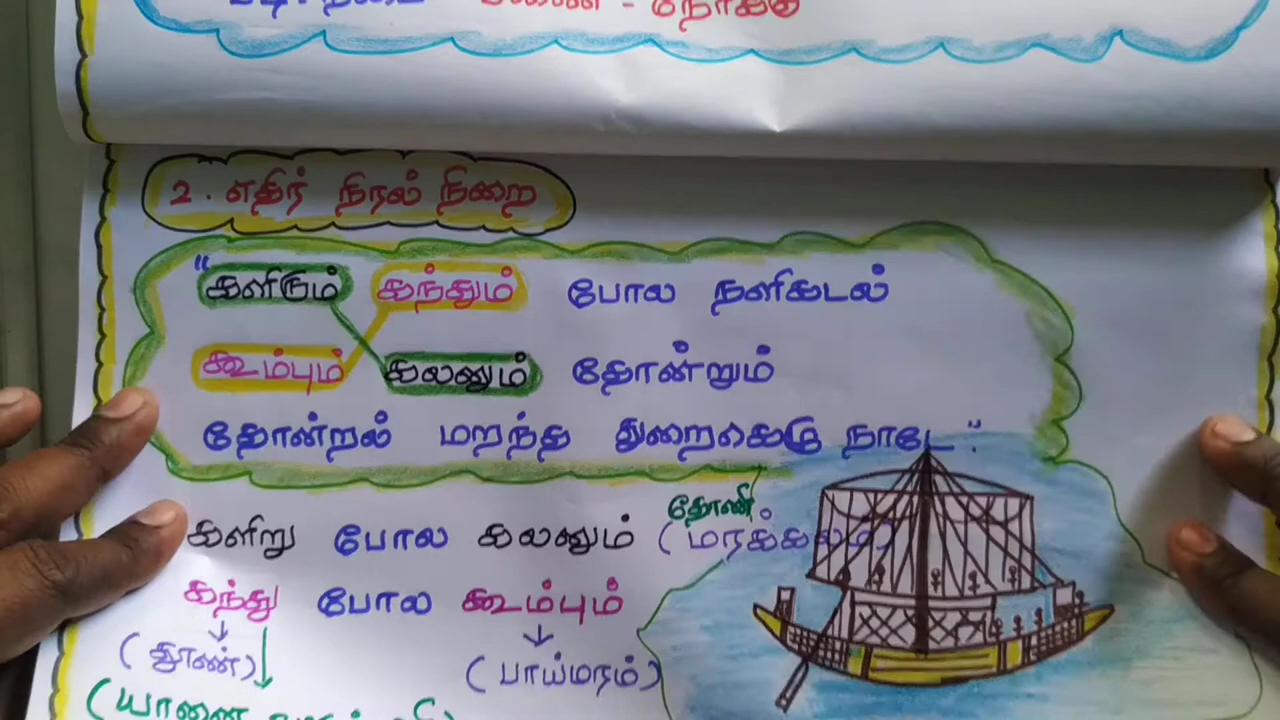 நோக்கு
2. எதிர் நிரல் நிறை
"களிரும் கந்தும் போல நளிகடல்
கூம்பும் கலனும் தோன்றும்
தோன்றல் மறந்த துறைகெடு நாடே"
களிறு போல கலனும் (மரக்கலம்)
தோணி
கந்து போல கூம்பும்
(தூண்) (பாய்மரம்)
(யானை